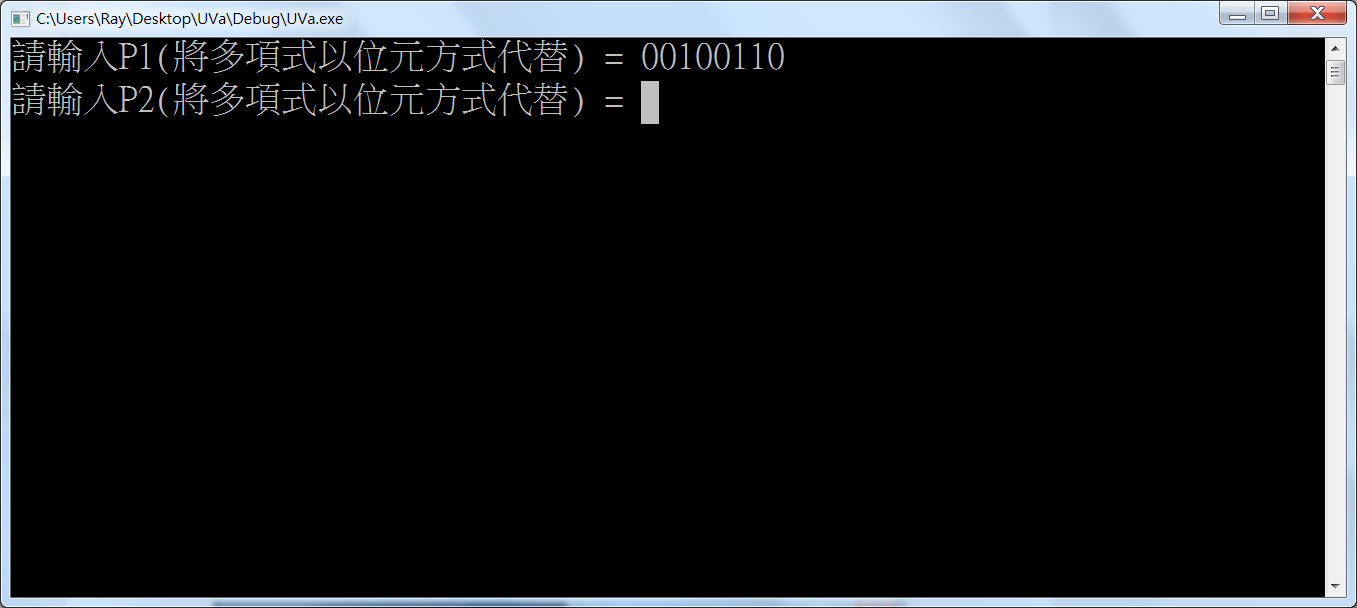 C:\Users\Ray\Desktop\UVa\Debug\UVa.exe
請輸入P1(將多項式以位元方式代替) = 00100110
請輸入P2(將多項式以位元方式代替) =